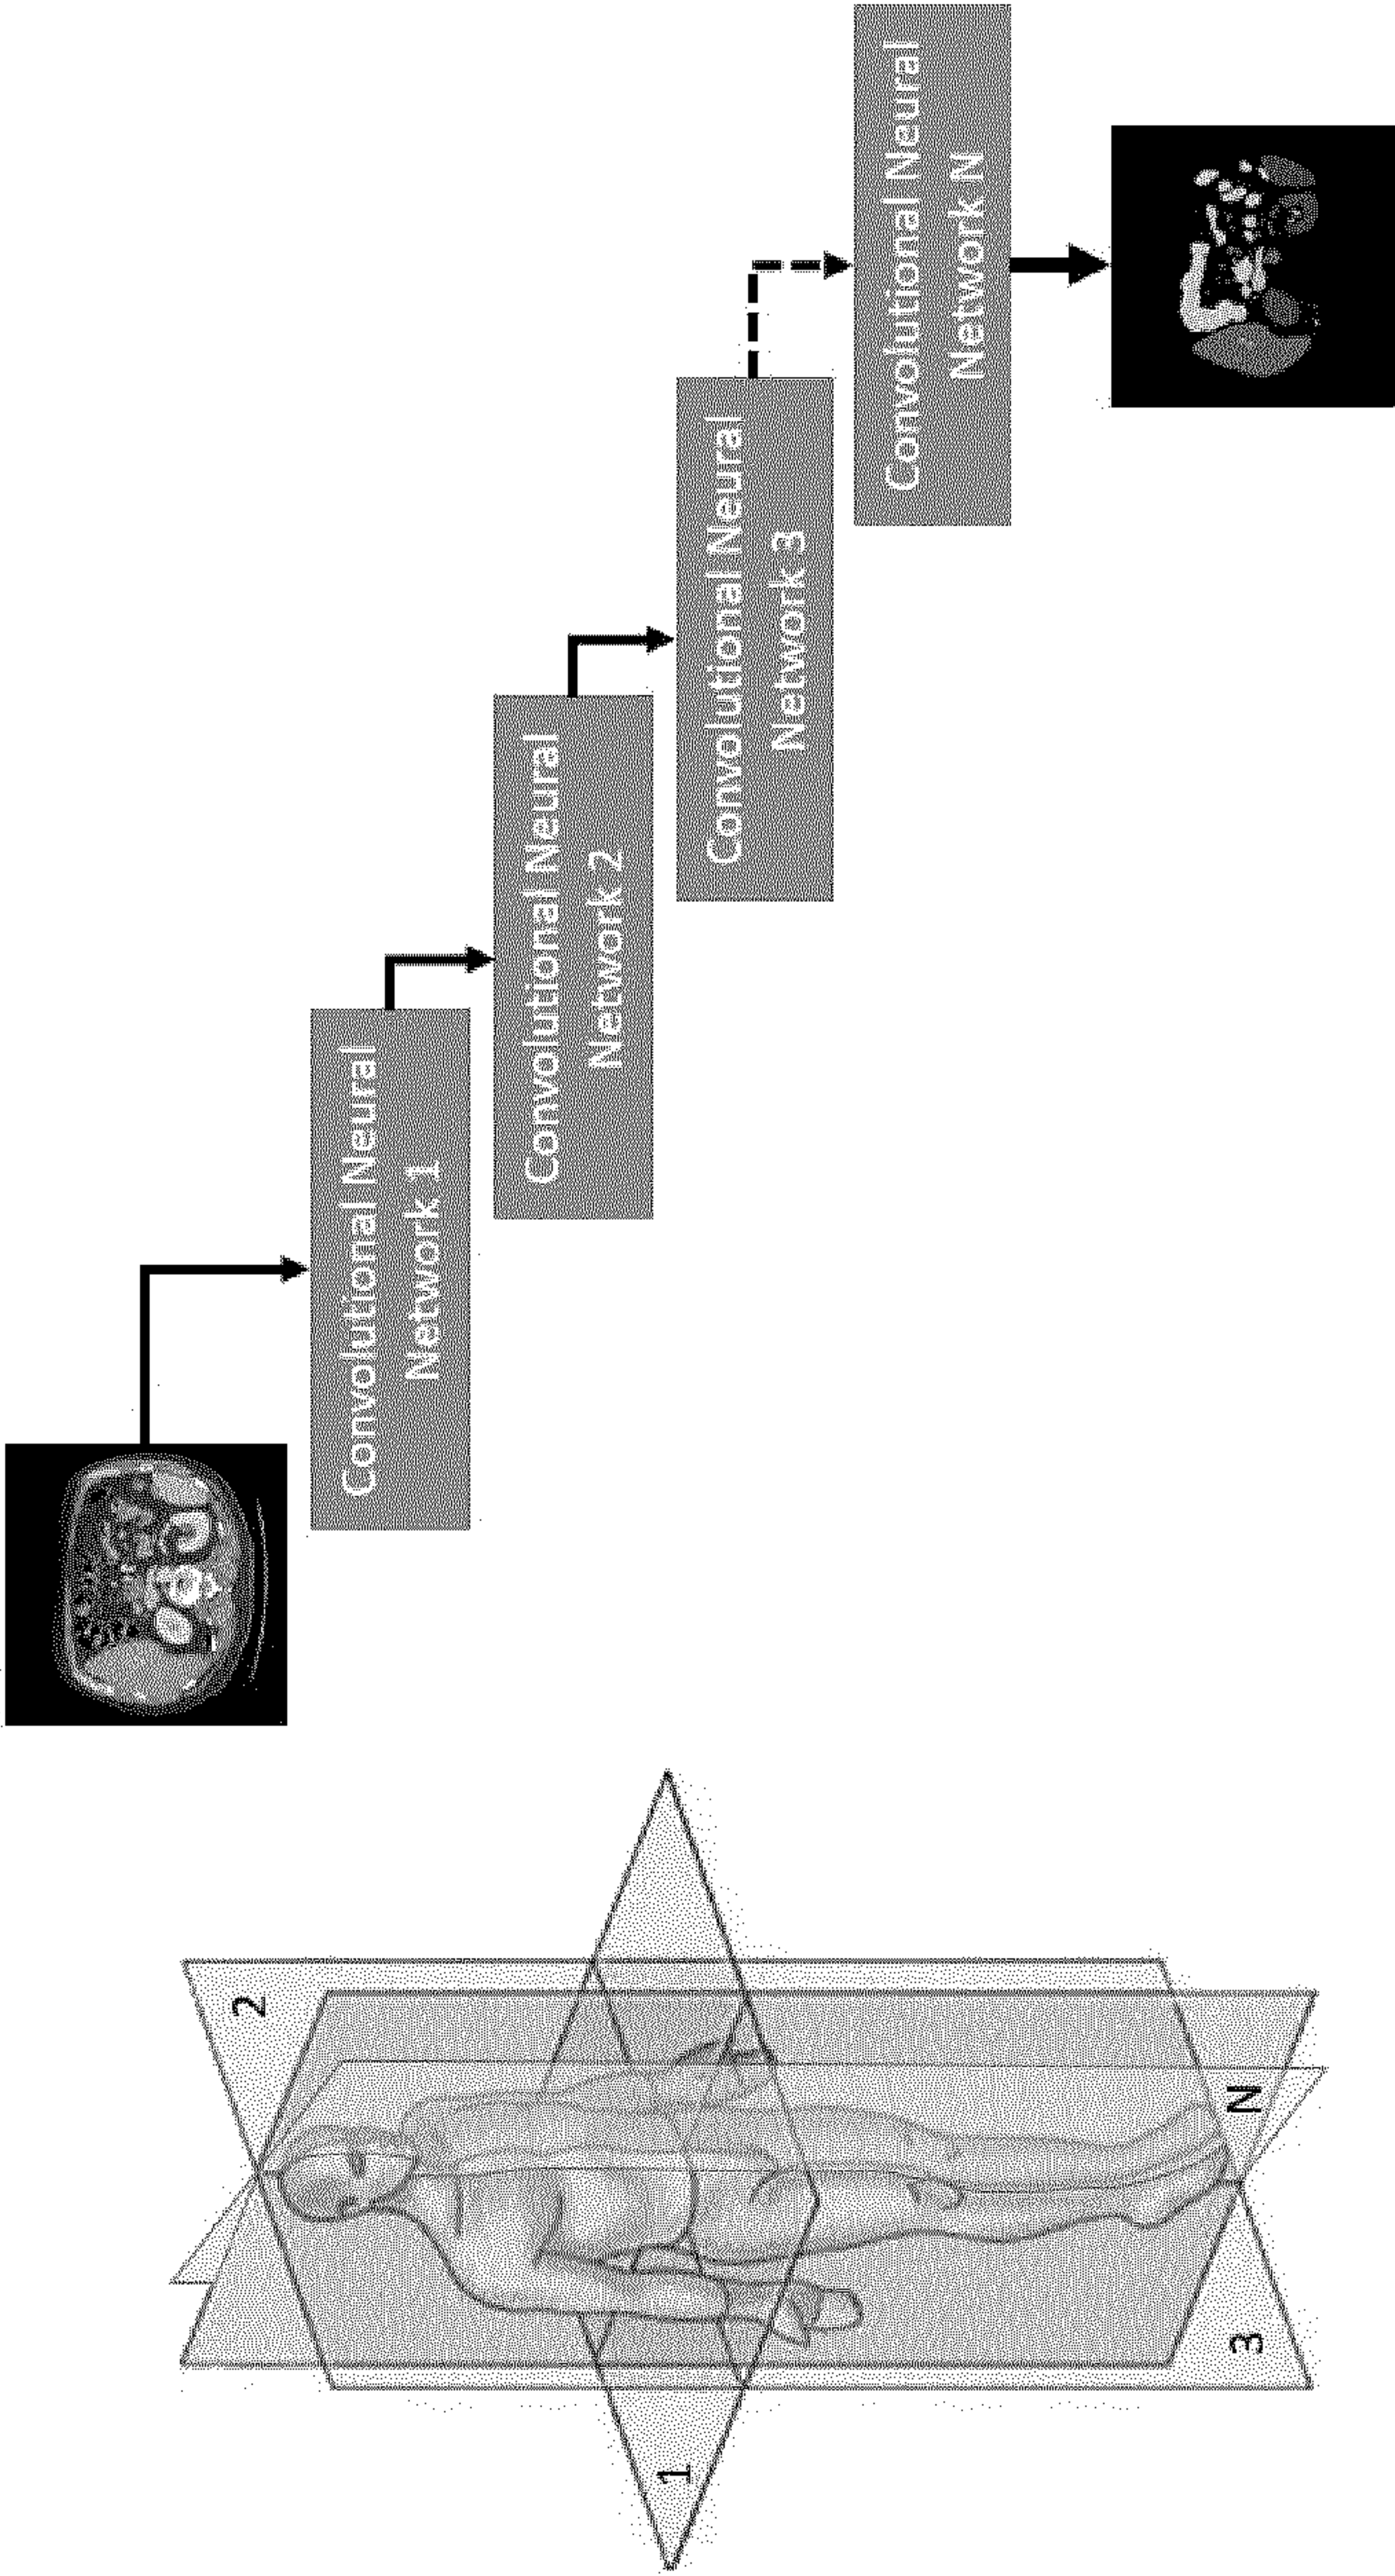 1
2
3
N
Convolutional Neural
Network 1
Convolutional Neural
Network 2
Convolutional Neural
Network 3
Convolutional Neural
Network N